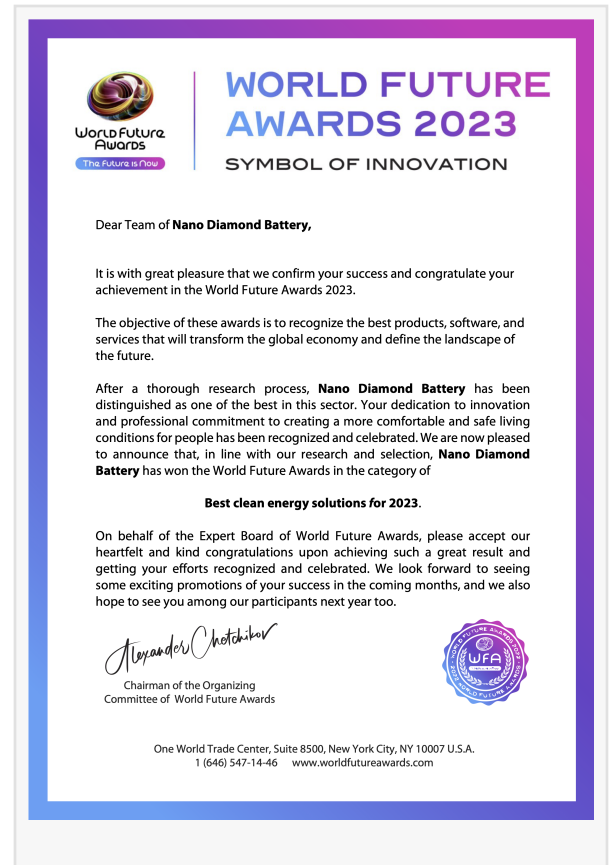 WORLD FUTURE
AWARDS 2023
SYMBOL OF INNOVATION
World Future
Awards
The Future is Now
Dear Team of Nano Diamond Battery,
It is with great pleasure that we confirm your success and congratulate your
achievement in the World Future Awards 2023.
The objective of these awards is to recognize the best products, software, and
services that will transform the global economy and define the landscape of
the future.
After a thorough research process, Nano Diamond Battery has been
distinguished as one of the best in this sector. Your dedication to innovation
and professional commitment to creating a more comfortable and safe living
conditions for people has been recognized and celebrated. We are now pleased
to announce that, in line with our research and selection, Nano Diamond
Battery has won the World Future Awards in the category of
Best clean energy solutions for 2023.
On behalf of the Expert Board of World Future Awards, please accept our
heartfelt and kind congratulations upon achieving such a great result and
getting your efforts recognized and celebrated. We look forward to seeing
some exciting promotions of your success in the coming months, and we also
hope to see you among our participants next year too.
Alexander Chetchikov
Chairman of the Organizing
Committee of World Future Awards
WORLD FUTURE AWARDS 2023
WFA
2023 WORLD FUTURE AWARDS
One World Trade Center, Suite 8500, New York City, NY 10007 U.S.A.
1 (646) 547-14-46 www.worldfutureawards.com